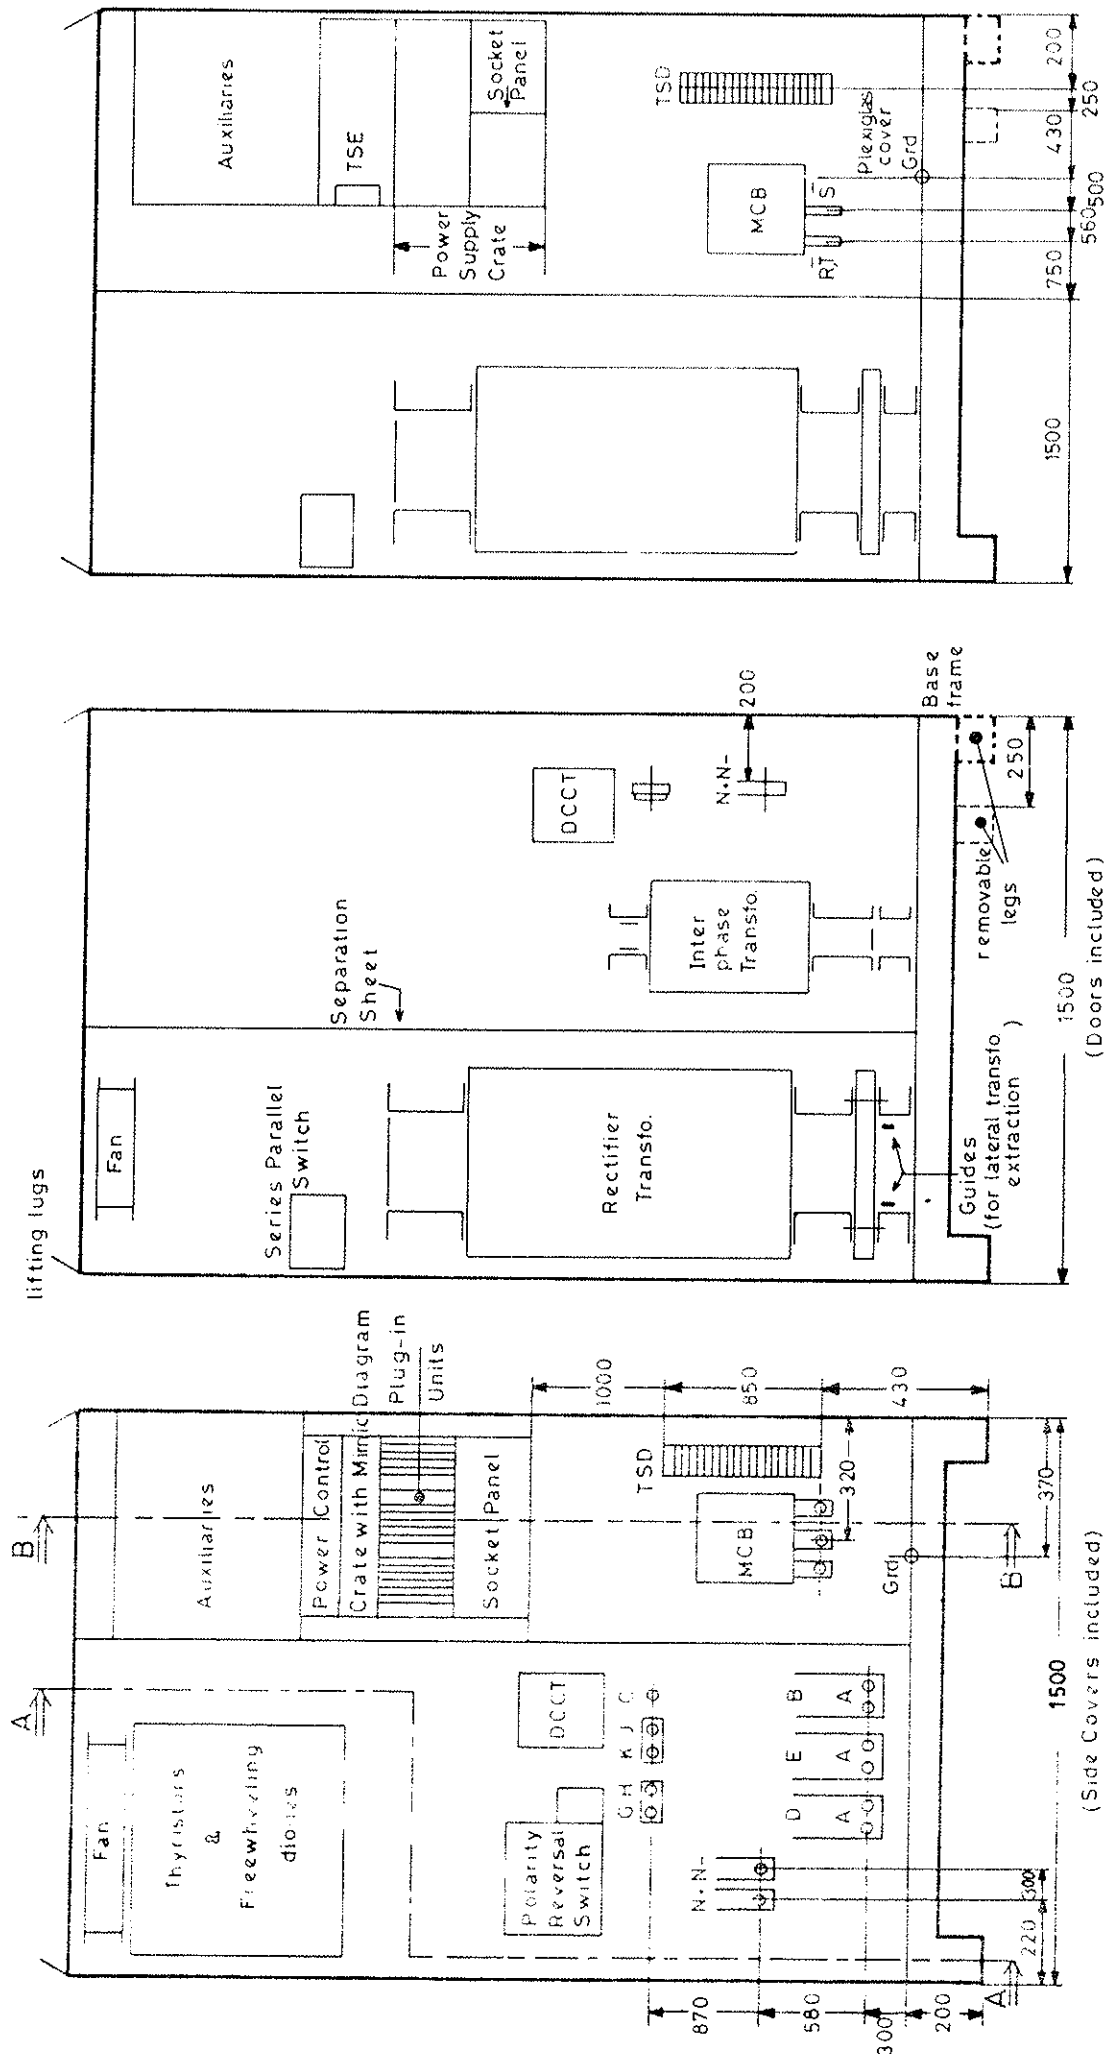 Fan
Thyristors
&
Freewheeling
diodes
Auxiliaries
Power Control
Crate with Mimic Diagram
Socket Panel
Plug-in
Units
Polarity
Reversal
Switch
DCCT
G H K J C
N+ N-
D E B
A A A
MCB
TSD
Grd
A
A
B
B
1000
850
430
320
370
870
580
300
200
220
300
1500
(Side Covers included)
lifting lugs
Fan
Series Parallel
Switch
Separation
Sheet
Rectifier
Transfo.
Inter
phase
Transfo.
DCCT
N+N-
200
Base
frame
250
removable
legs
Guides
(for lateral transfo
extraction )
1500
(Doors included)
Auxiliaries
TSE
Power
Supply
Crate
Socket
Panel
TSD
MCB
R,T
S
Plexiglas
cover
Grd
1500
750
560
500
430
250
200